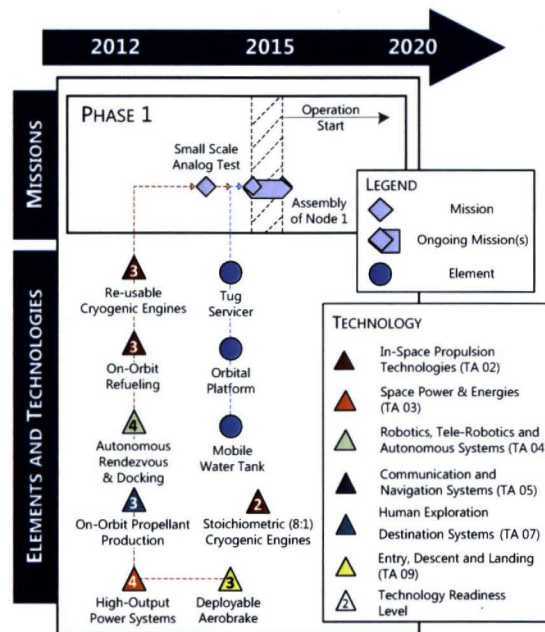 2012 2015 2020
MISSIONS
PHASE 1
Operation
Start
Small Scale
Analog Test
Assembly
of Node 1
LEGEND
Mission
Ongoing Mission(s)
Element
ELEMENTS AND TECHNOLOGIES
3
Re-usable
Cryogenic Engines
Tug
Servicer
3
On-Orbit
Refueling
Orbital
Platform
4
Autonomous
Rendezvous
& Docking
Mobile
Water Tank
3
On-Orbit Propellant
Production
2
Stoichiometric (8:1)
Cryogenic Engines
4
High-Output
Power Systems
3
Deployable
Aerobrake
TECHNOLOGY
In-Space Propulsion
Technologies (TA 02)
Space Power & Energies
(TA 03)
Robotics, Tele-Robotics and
Autonomous Systems (TA 04
Communication and
Navigation Systems (TA 05)
Human Exploration
Destination Systems (TA 07)
Entry, Descent and Landing
(TA 09)
2
Technology Readiness
Level